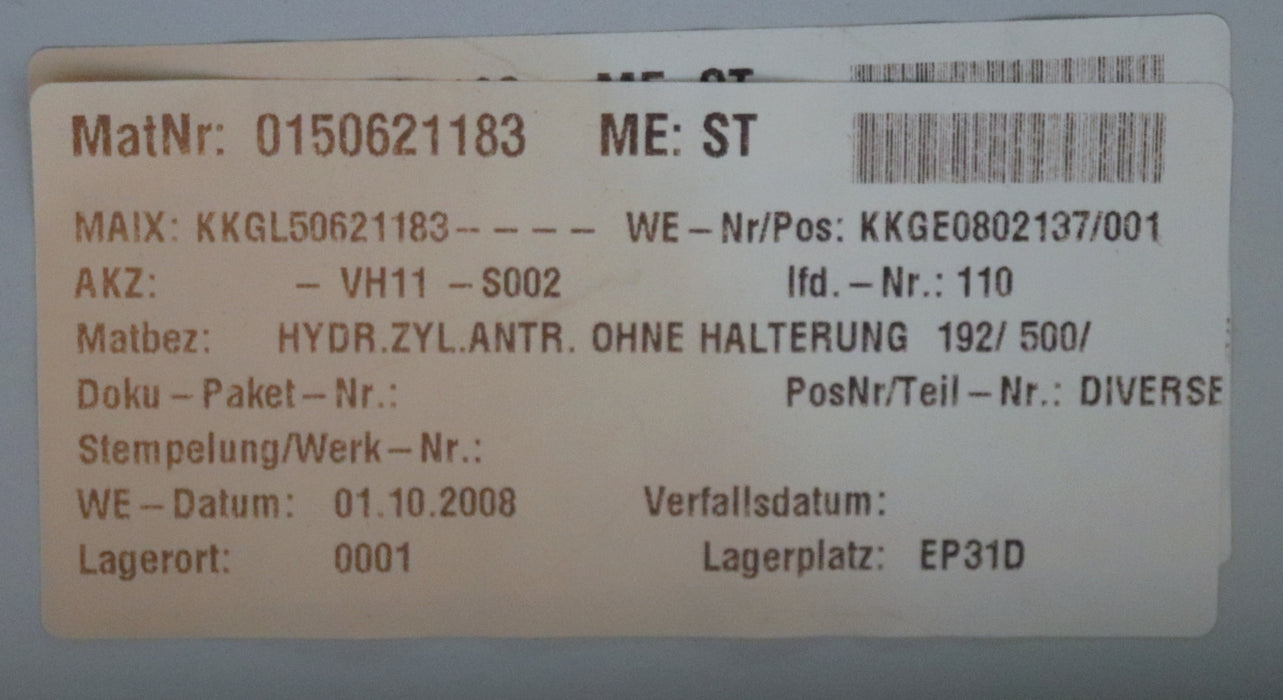 ME: ST
MatNr: 0150621183 ME: ST
MAIX: KKGL50621183---- WE-Nr/Pos: KKGE0802137/001
AKZ: - VH11 -S002 lfd.-Nr.: 110
Matbez: HYDR.ZYL.ANTR. OHNE HALTERUNG 192/ 500/
Doku-Paket-Nr.: PosNr/Teil-Nr.: DIVERSE
Stempelung/Werk-Nr.:
WE-Datum: 01.10.2008 Verfallsdatum:
Lagerort: 0001 Lagerplatz: EP31D